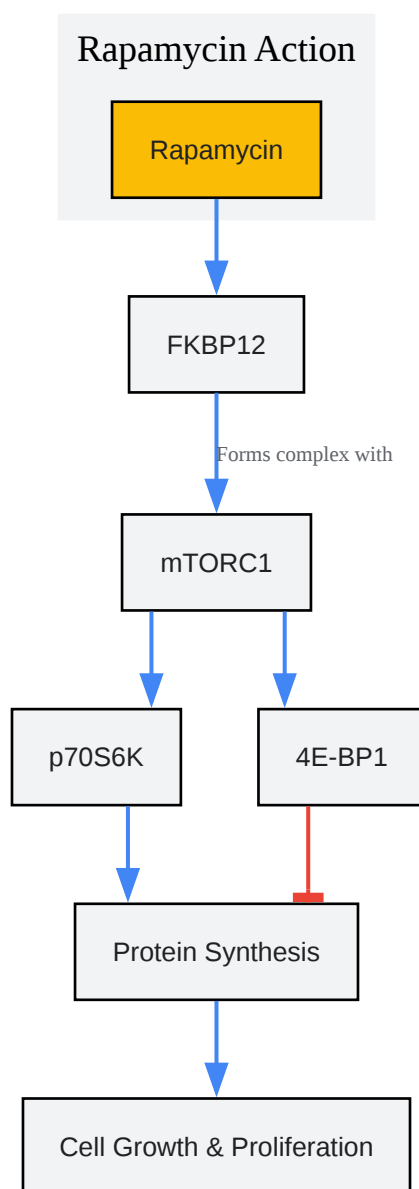 Rapamycin Action
Rapamycin
FKBP12
Forms complex with
mTORC1
p70S6K
4E-BP1
Protein Synthesis
Cell Growth & Proliferation